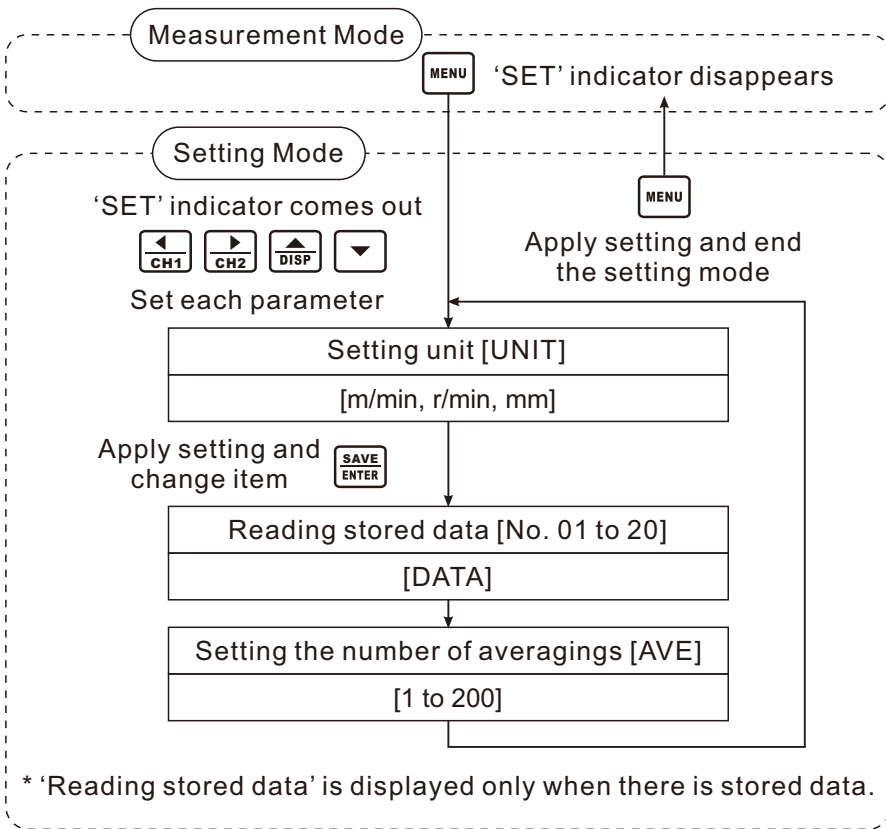 Measurement Mode
MENU
‘SET’ indicator disappears
Setting Mode
‘SET’ indicator comes out
CH1
CH2
DISP
Set each parameter
MENU
Apply setting and end
the setting mode
Setting unit [UNIT]
[m/min, r/min, mm]
Apply setting and
change item
SAVE
ENTER
Reading stored data [No. 01 to 20]
[DATA]
Setting the number of averagings [AVE]
[1 to 200]
* ‘Reading stored data’ is displayed only when there is stored data.